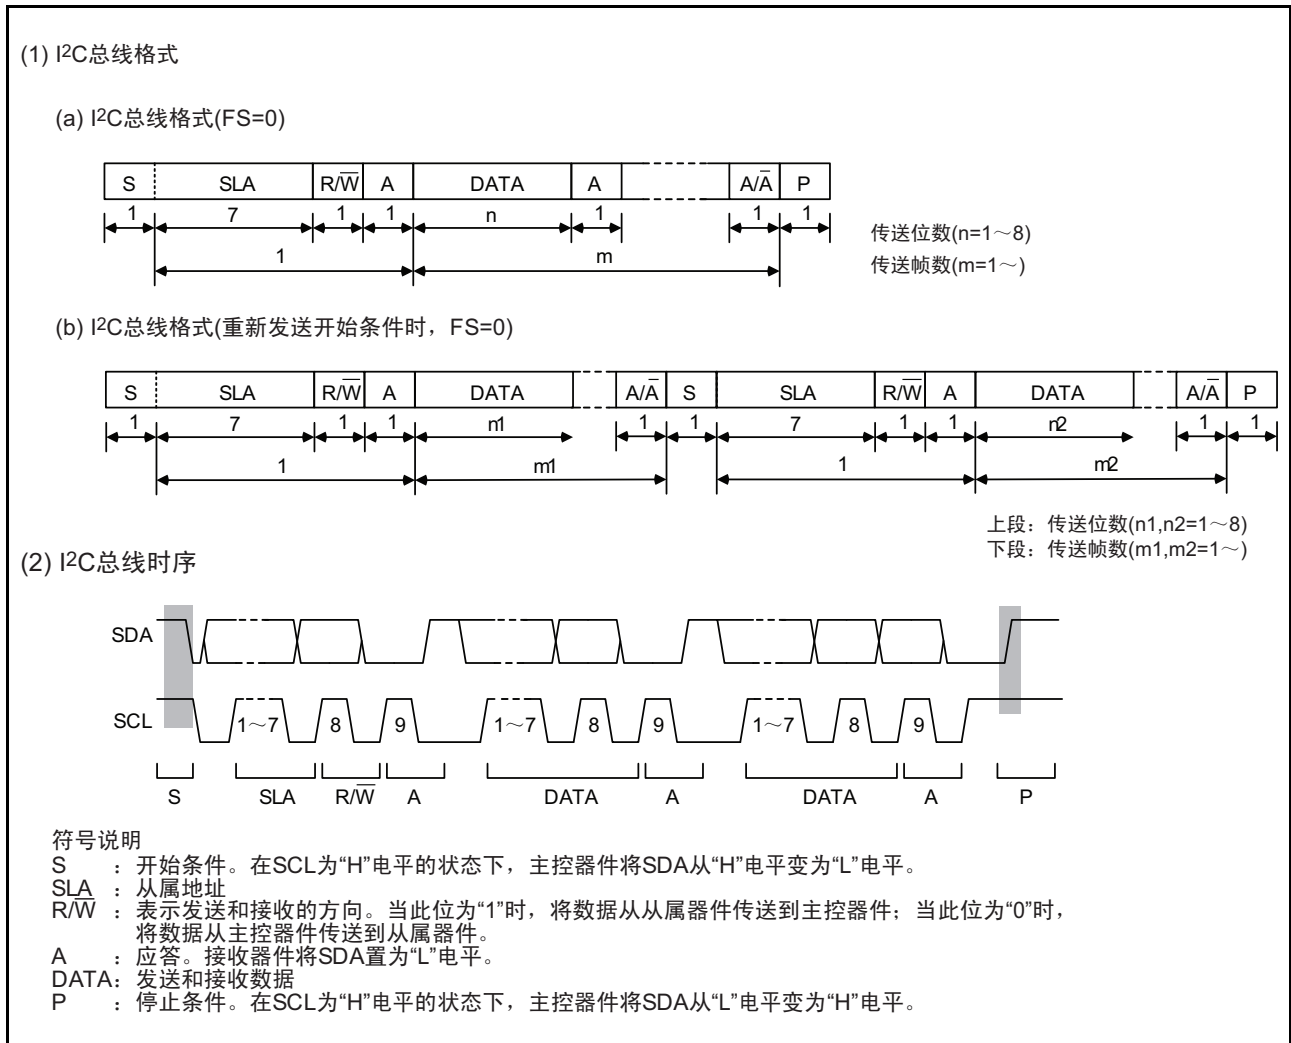 (1) I2C总线格式
(a) I2C总线格式(FS=0)
S SLA R/W̅ A DATA A A/A̅ P
1 7 1 1 n 1 1 1
1 m
传送位数(n=1～8)
传送帧数(m=1～)
(b) I2C总线格式(重新发送开始条件时，FS=0)
S SLA R/W̅ A DATA A/A̅ S SLA R/W̅ A DATA A/A̅ P
1 7 1 1 n1 1 1 7 1 1 n2 1 1
1 m1 1 m2
上段：传送位数(n1,n2=1～8)
下段：传送帧数(m1,m2=1～)
(2) I2C总线时序
SDA
SCL 1～7 8 9 1～7 8 9 1～7 8 9
S SLA R/W̅ A DATA A DATA A P
符号说明
S ：开始条件。在SCL为“H”电平的状态下，主控器件将SDA从“H”电平变为“L”电平。
SLA ：从属地址
R/W̅ ：表示发送和接收的方向。当此位为“1”时，将数据从从属器件传送到主控器件；当此位为“0”时，
将数据从主控器件传送到从属器件。
A ：应答。接收器件将SDA置为“L”电平。
DATA：发送和接收数据
P ：停止条件。在SCL为“H”电平的状态下，主控器件将SDA从“L”电平变为“H”电平。